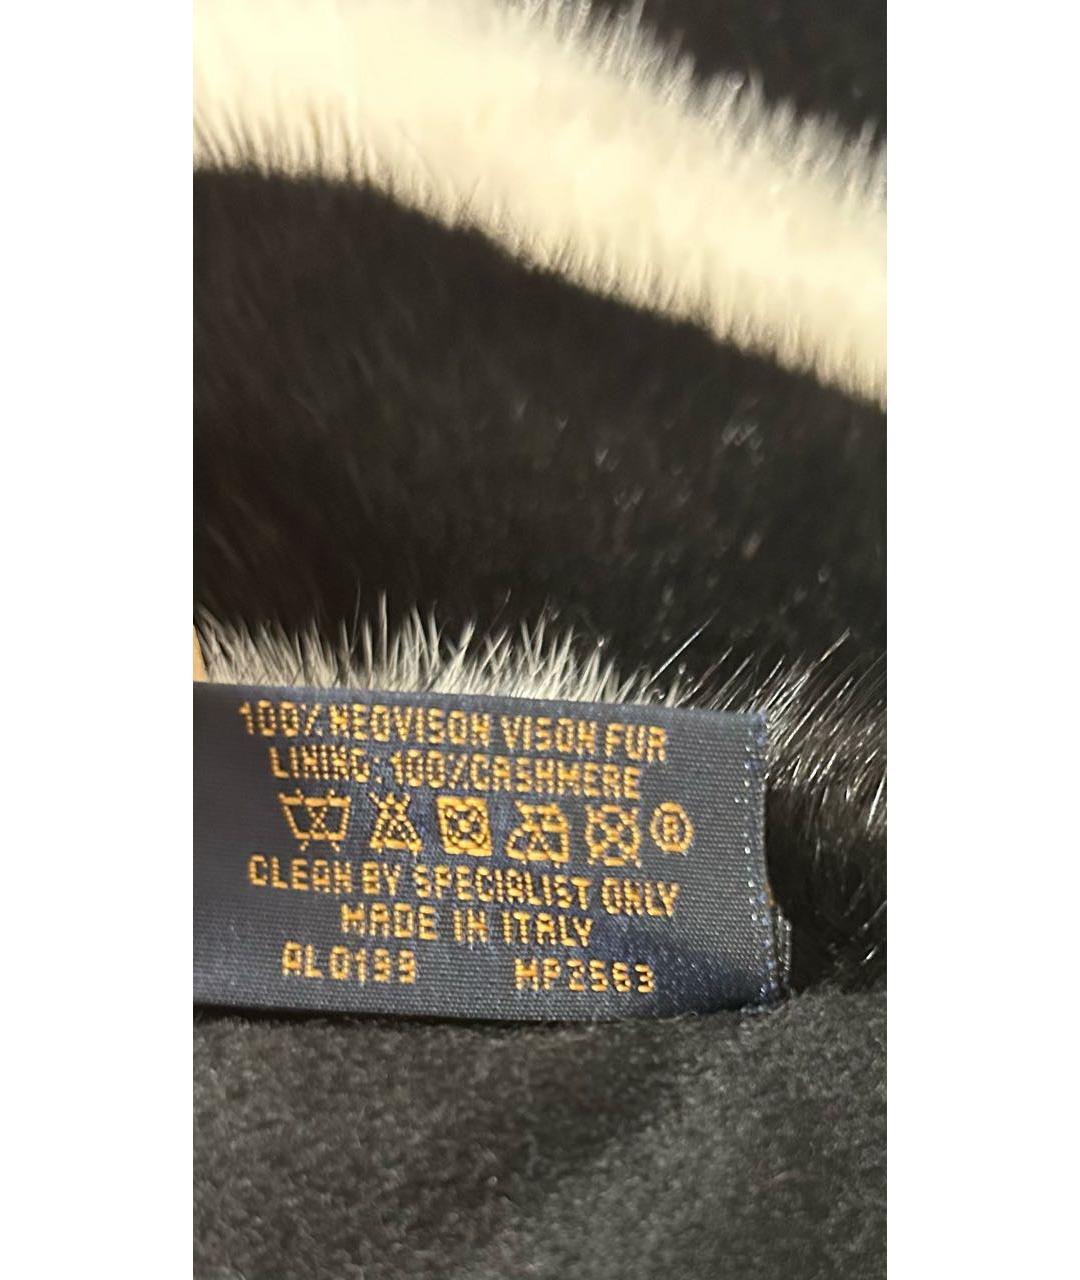 100% NEOVISON VISON FUR
LINING 100% CASHMERE
®
CLEAN BY SPECIALIST ONLY
MADE IN ITALY
AL0199 MP2563